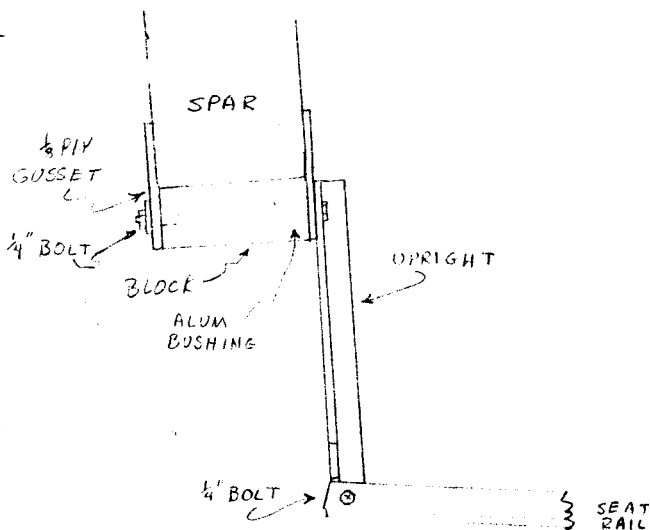 SPAR
1/8 PLY
GUSSET
1/4" BOLT
BLOCK
ALUM
BUSHING
UPRIGHT
1/4" BOLT
SEAT
RAIL